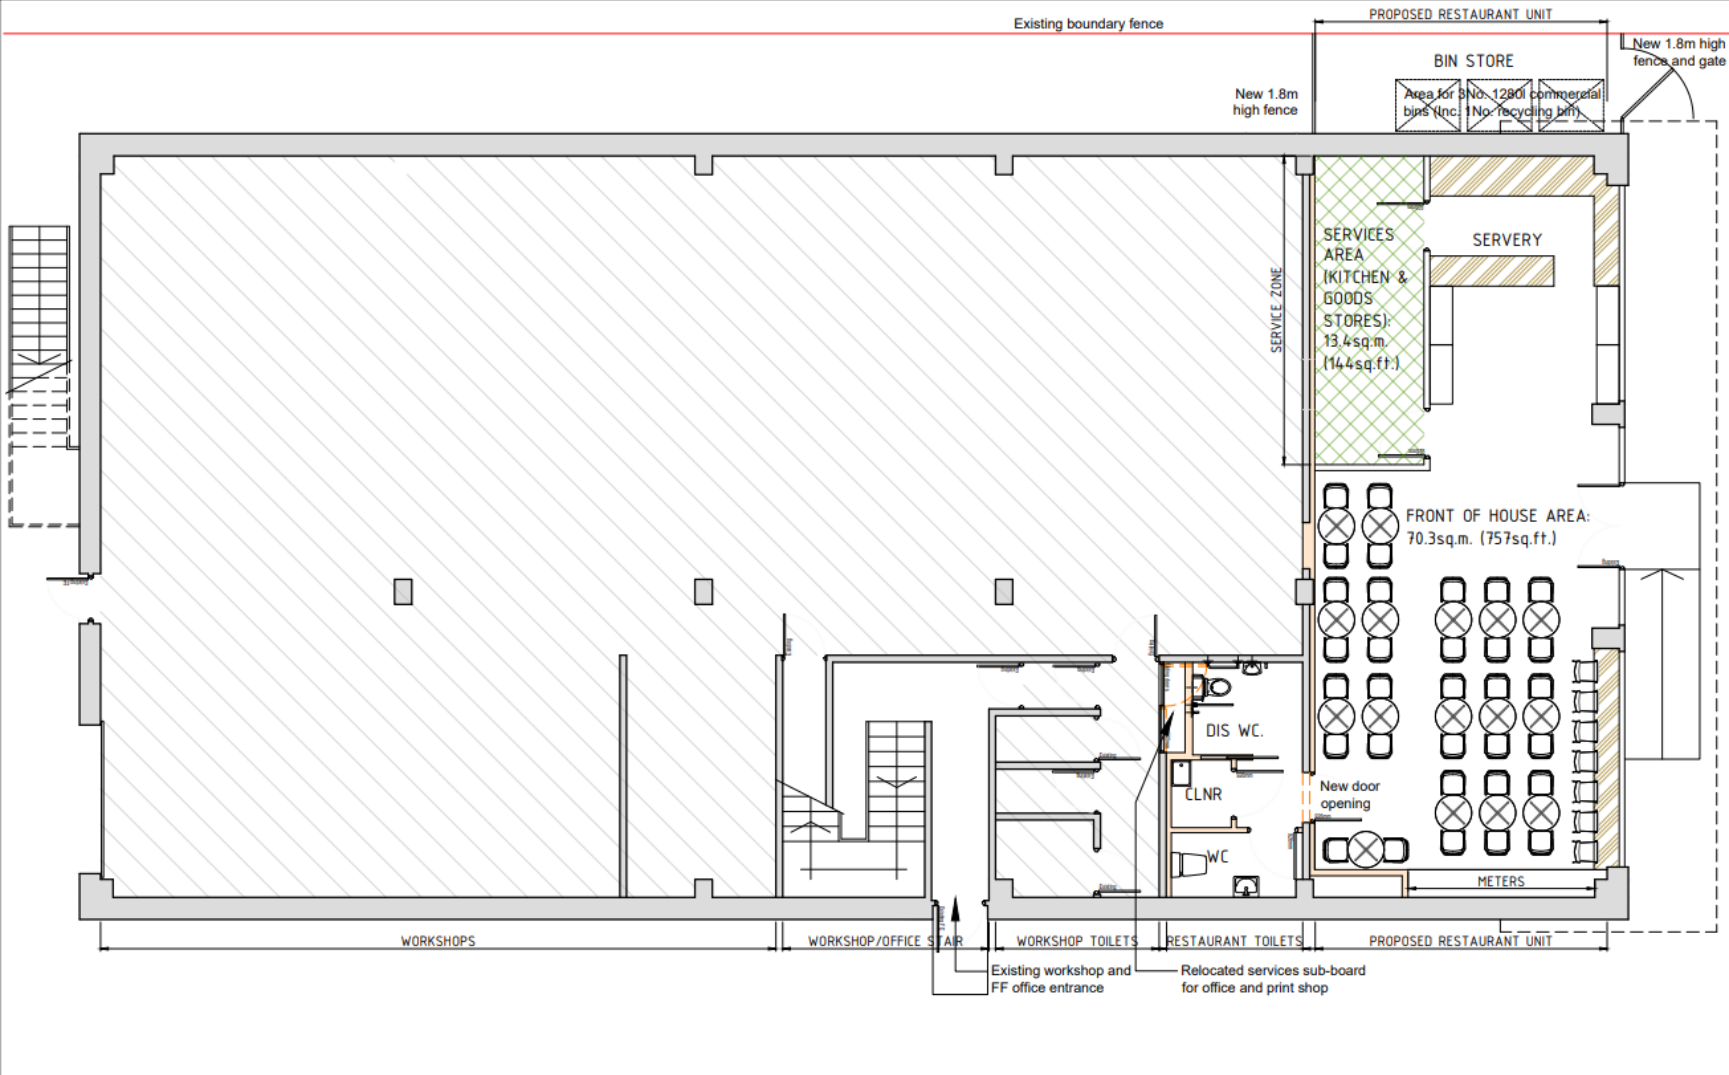 PROPOSED RESTAURANT UNIT
Existing boundary fence
New 1.8m high
fence and gate
BIN STORE
New 1.8m
high fence
Area for 3No. 1280l commercial
bins (Inc. 1No. recycling bin)
SERVICES
AREA
(KITCHEN &
GOODS
STORES):
13.4sq.m.
(144sq.ft.)
SERVERY
SERVICE ZONE
FRONT OF HOUSE AREA:
70.3sq.m. (757sq.ft.)
DIS WC.
CLNR
New door
opening
WC
METERS
WORKSHOPS
WORKSHOP/OFFICE STAIR
WORKSHOP TOILETS
RESTAURANT TOILETS
PROPOSED RESTAURANT UNIT
Existing workshop and
FF office entrance
Relocated services sub-board
for office and print shop